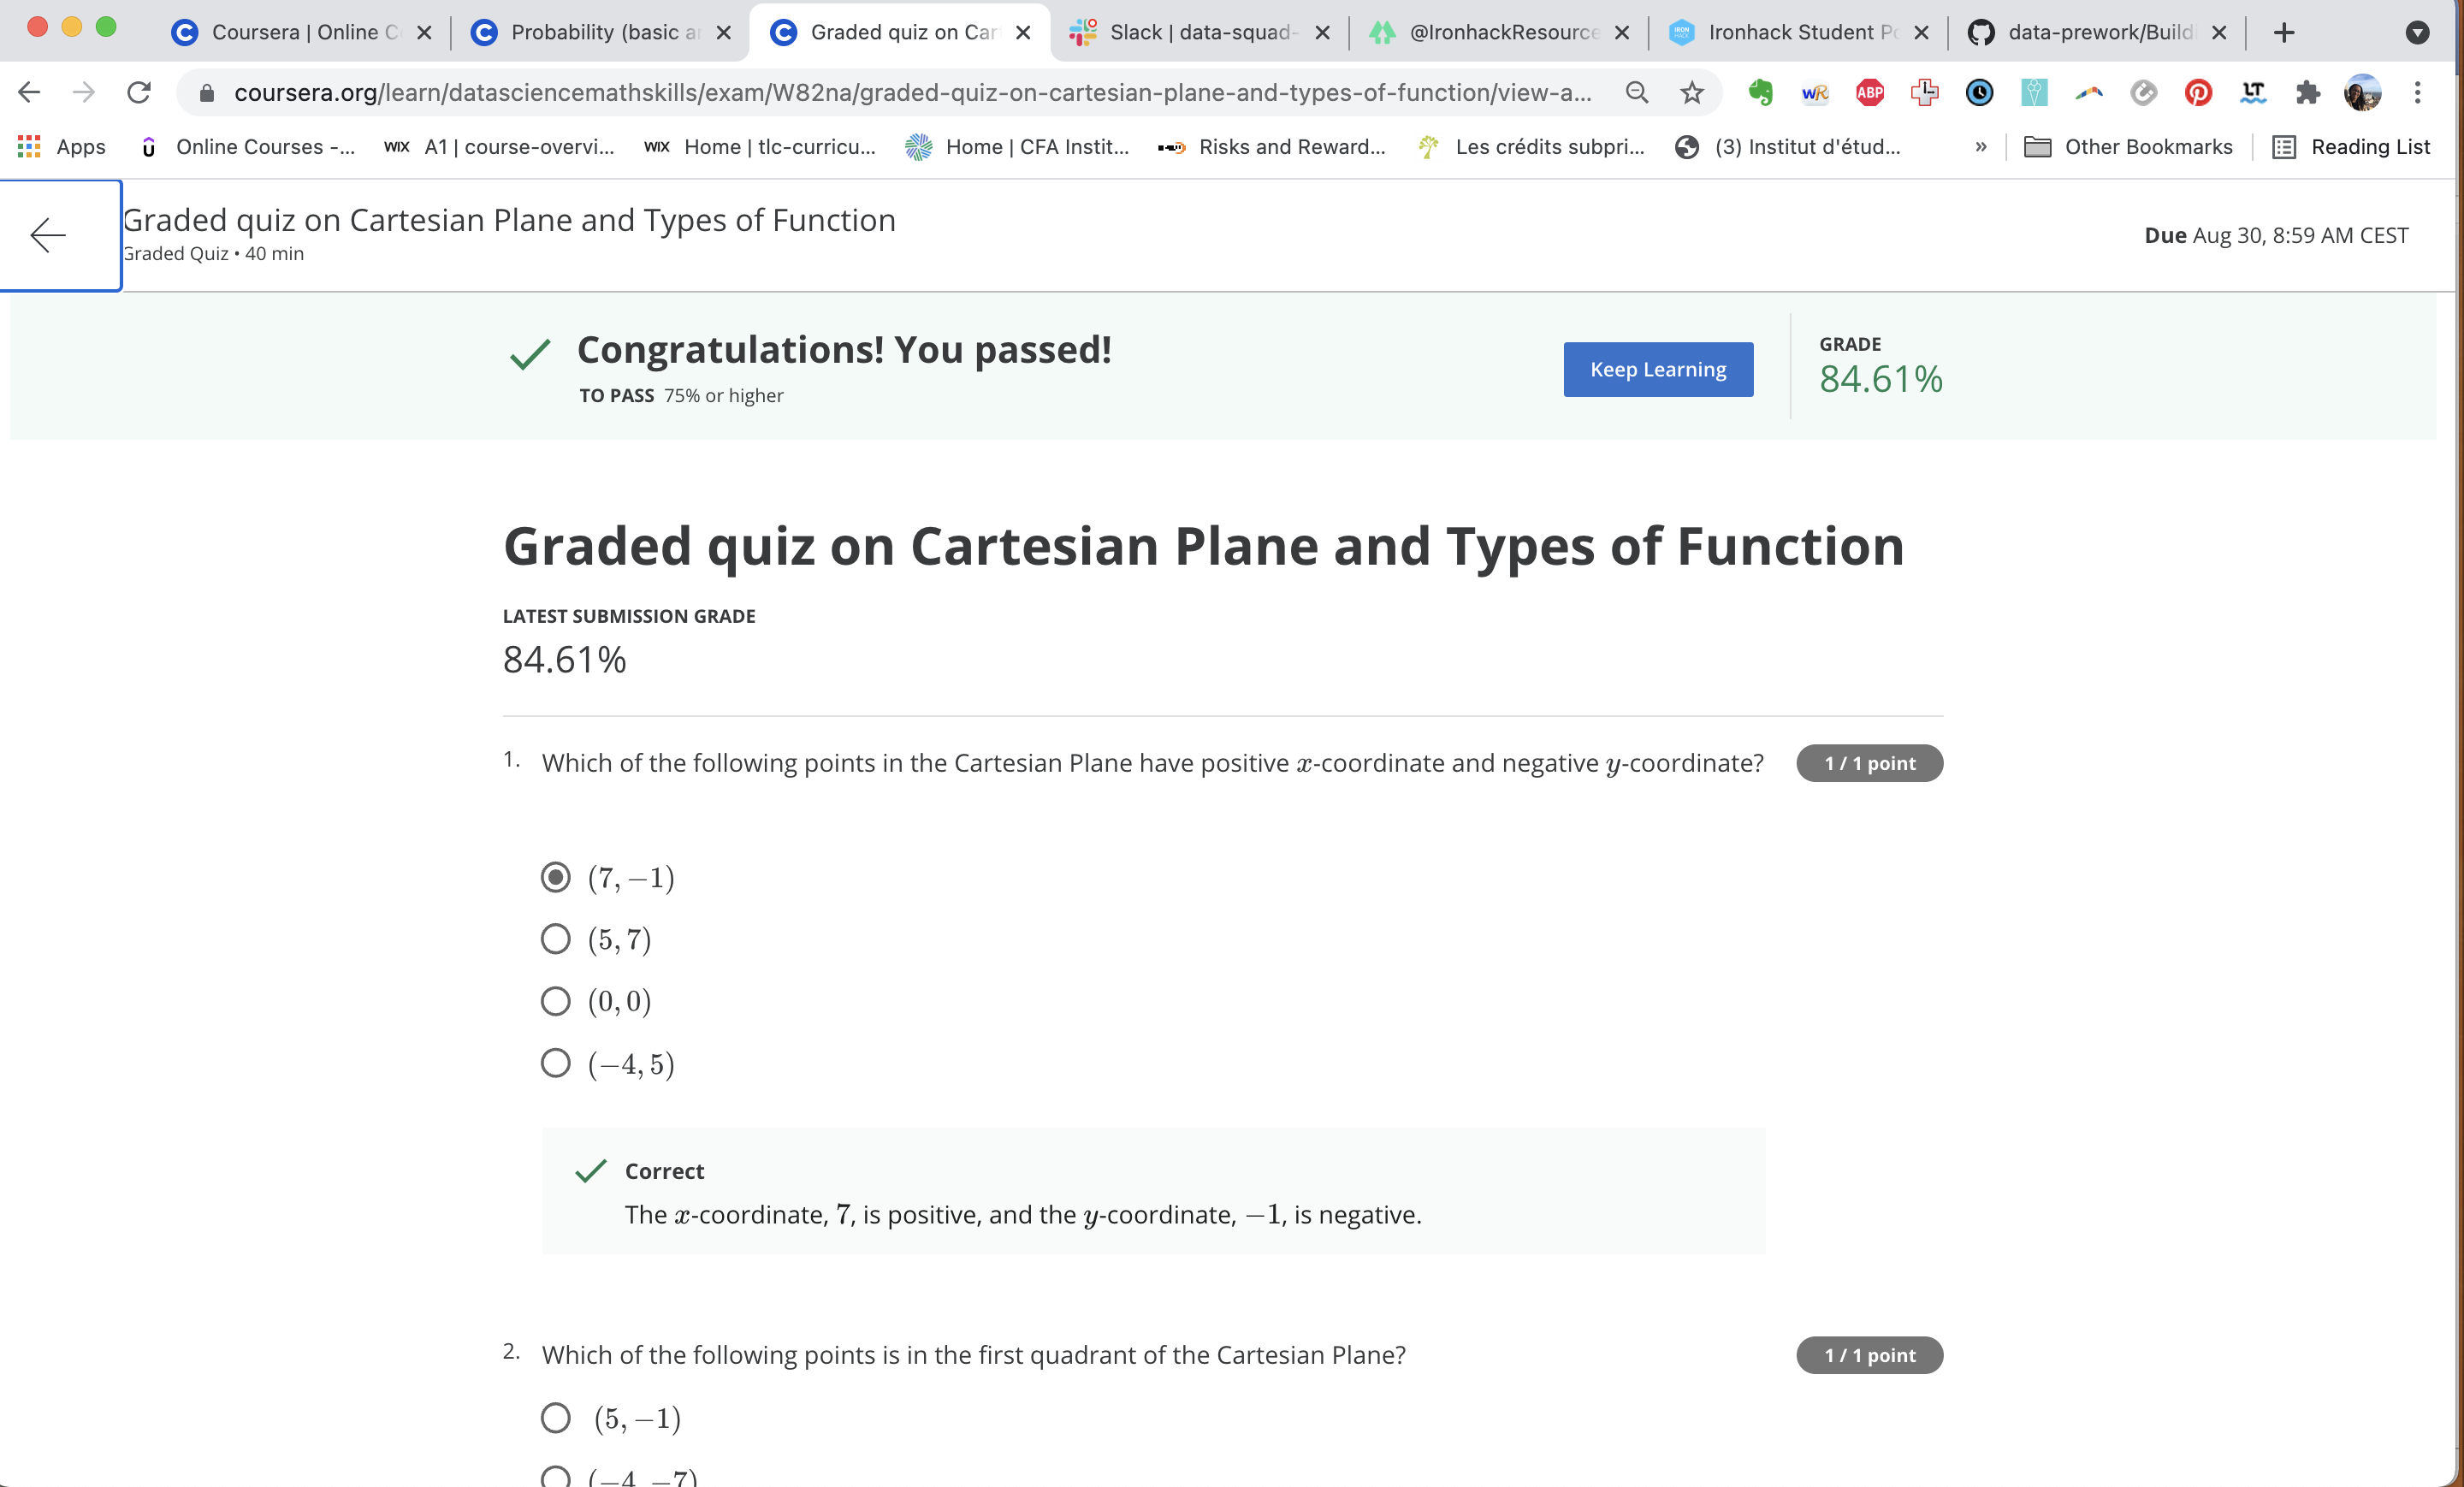 Coursera | Online C
Probability (basic a
Graded quiz on Car
Slack | data-squad-
@IronhackResource
Ironhack Student Po
data-prework/Build
coursera.org/learn/datasciencemathskills/exam/W82na/graded-quiz-on-cartesian-plane-and-types-of-function/view-a...
Apps
Online Courses -...
WIX A1 | course-overvi...
WIX Home | tlc-curricu...
Home | CFA Instit...
Risks and Reward...
Les crédits subpri...
(3) Institut d'étud...
»
Other Bookmarks
Reading List
Graded quiz on Cartesian Plane and Types of Function
Graded Quiz • 40 min
Due Aug 30, 8:59 AM CEST
Congratulations! You passed!
TO PASS 75% or higher
Keep Learning
GRADE
84.61%
Graded quiz on Cartesian Plane and Types of Function
LATEST SUBMISSION GRADE
84.61%
1. Which of the following points in the Cartesian Plane have positive x-coordinate and negative y-coordinate?
1 / 1 point
(7, −1)
(5, 7)
(0, 0)
(−4, 5)
Correct
The x-coordinate, 7, is positive, and the y-coordinate, −1, is negative.
2. Which of the following points is in the first quadrant of the Cartesian Plane?
1 / 1 point
(5, −1)
(−4, −7)